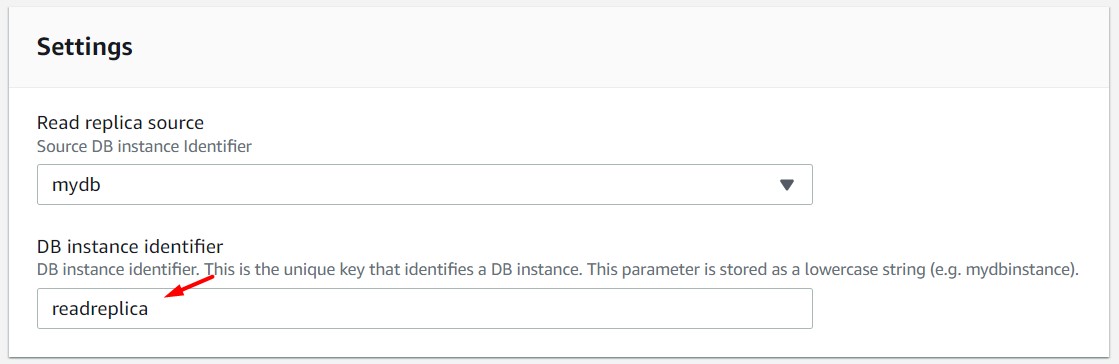 Settings
Read replica source
Source DB instance Identifier
mydb
DB instance identifier
DB instance identifier. This is the unique key that identifies a DB instance. This parameter is stored as a lowercase string (e.g. mydbinstance).
readreplica